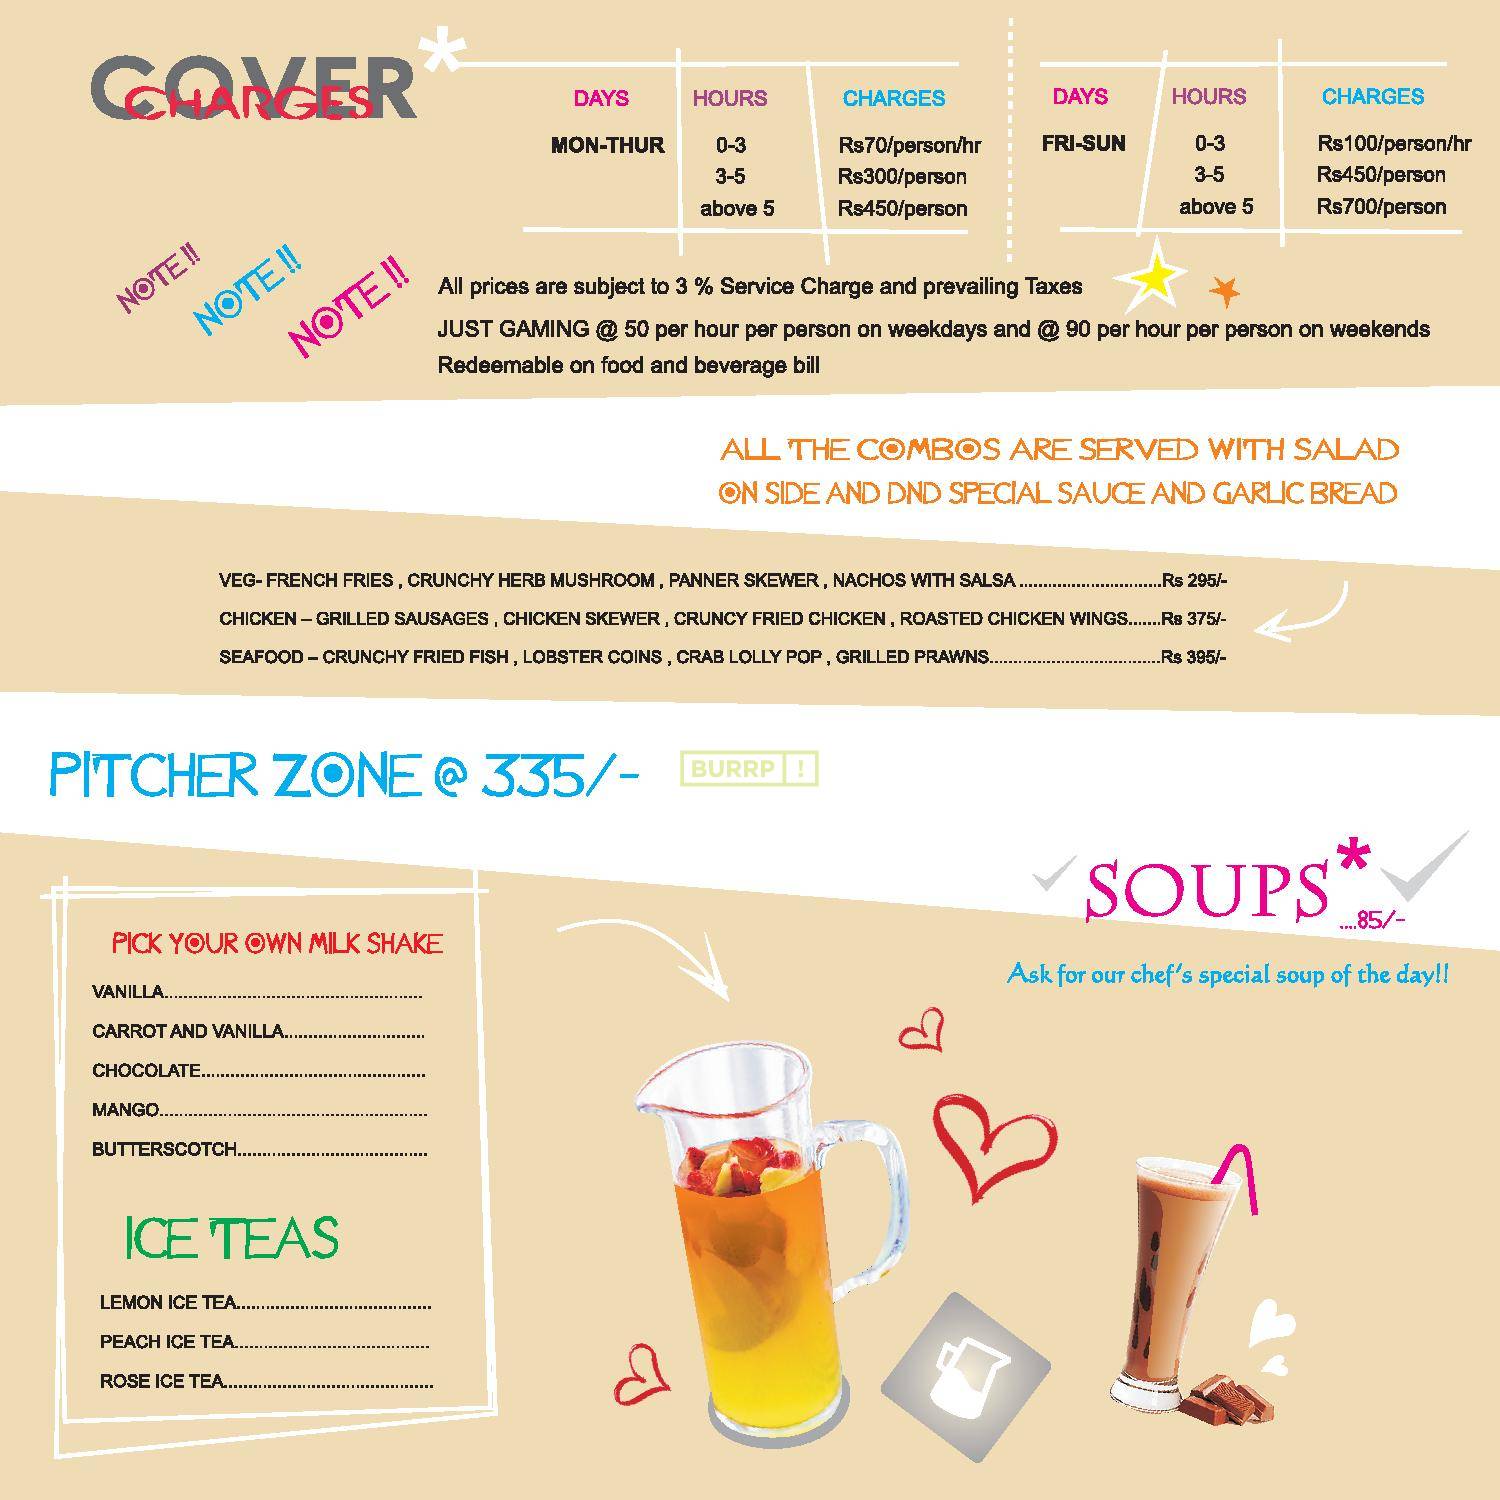 COVER*
CHARGES
DAYS HOURS CHARGES
MON-THUR 0-3 Rs70/person/hr
3-5 Rs300/person
above 5 Rs450/person
DAYS HOURS CHARGES
FRI-SUN 0-3 Rs100/person/hr
3-5 Rs450/person
above 5 Rs700/person
NOTE!!
NOTE!!
NOTE!!
All prices are subject to 3 % Service Charge and prevailing Taxes
JUST GAMING @ 50 per hour per person on weekdays and @ 90 per hour per person on weekends
Redeemable on food and beverage bill
ALL THE COMBOS ARE SERVED WITH SALAD
ON SIDE AND DND SPECIAL SAUCE AND GARLIC BREAD
VEG- FRENCH FRIES , CRUNCHY HERB MUSHROOM , PANNER SKEWER , NACHOS WITH SALSA ..............................Rs 295/-
CHICKEN – GRILLED SAUSAGES , CHICKEN SKEWER , CRUNCY FRIED CHICKEN , ROASTED CHICKEN WINGS.......Rs 375/-
SEAFOOD – CRUNCHY FRIED FISH , LOBSTER COINS , CRAB LOLLY POP , GRILLED PRAWNS....................................Rs 395/-
PITCHER ZONE @ 335/-
BURRP!
SOUPS*
....85/-
Ask for our chef's special soup of the day!!
PICK YOUR OWN MILK SHAKE
VANILLA......................................................
CARROT AND VANILLA.............................
CHOCOLATE..............................................
MANGO.......................................................
BUTTERSCOTCH.......................................
ICE TEAS
LEMON ICE TEA........................................
PEACH ICE TEA........................................
ROSE ICE TEA...........................................